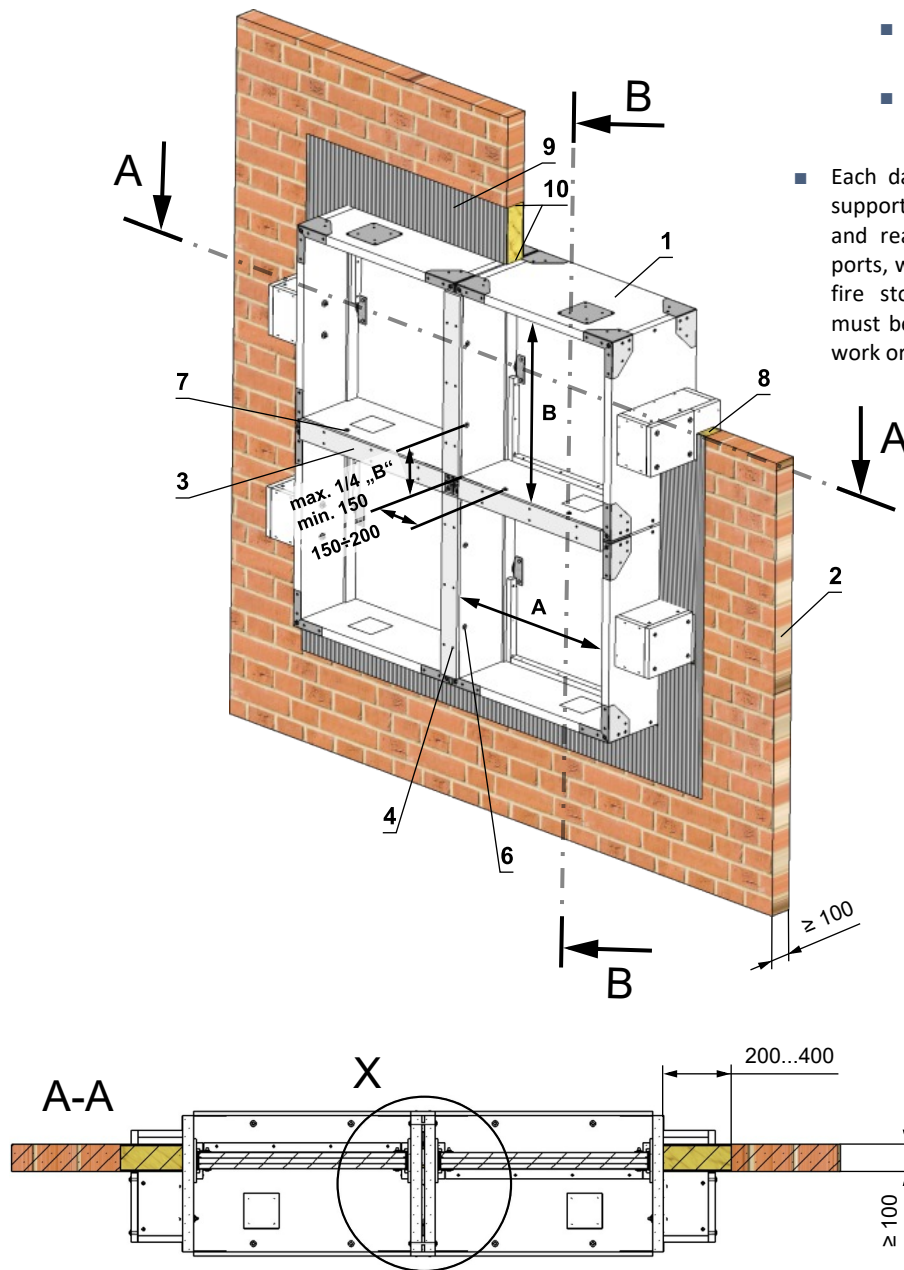 B
A
9
10
1
Each da
support
and rea
ports, w
fire sto
must be
work or
7
3
B
8
A
max. 1/4 „B“
min. 150
150÷200
A
2
4
6
≥ 100
B
A-A
X
200...400
≥ 100